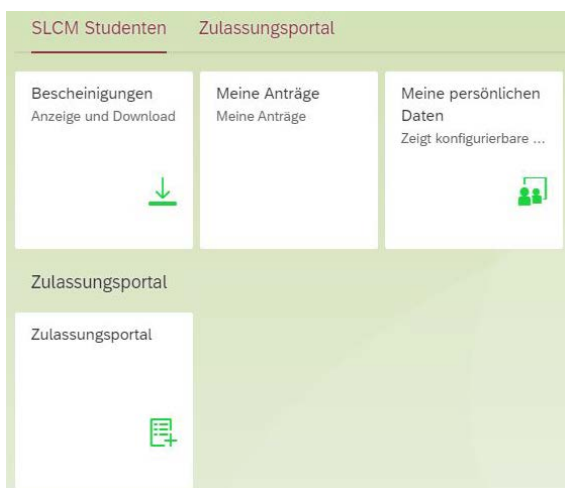 SLCM Studenten Zulassungsportal
Bescheinigungen
Anzeige und Download
Meine Anträge
Meine Anträge
Meine persönlichen
Daten
Zeigt konfigurierbare ...
Zulassungsportal
Zulassungsportal